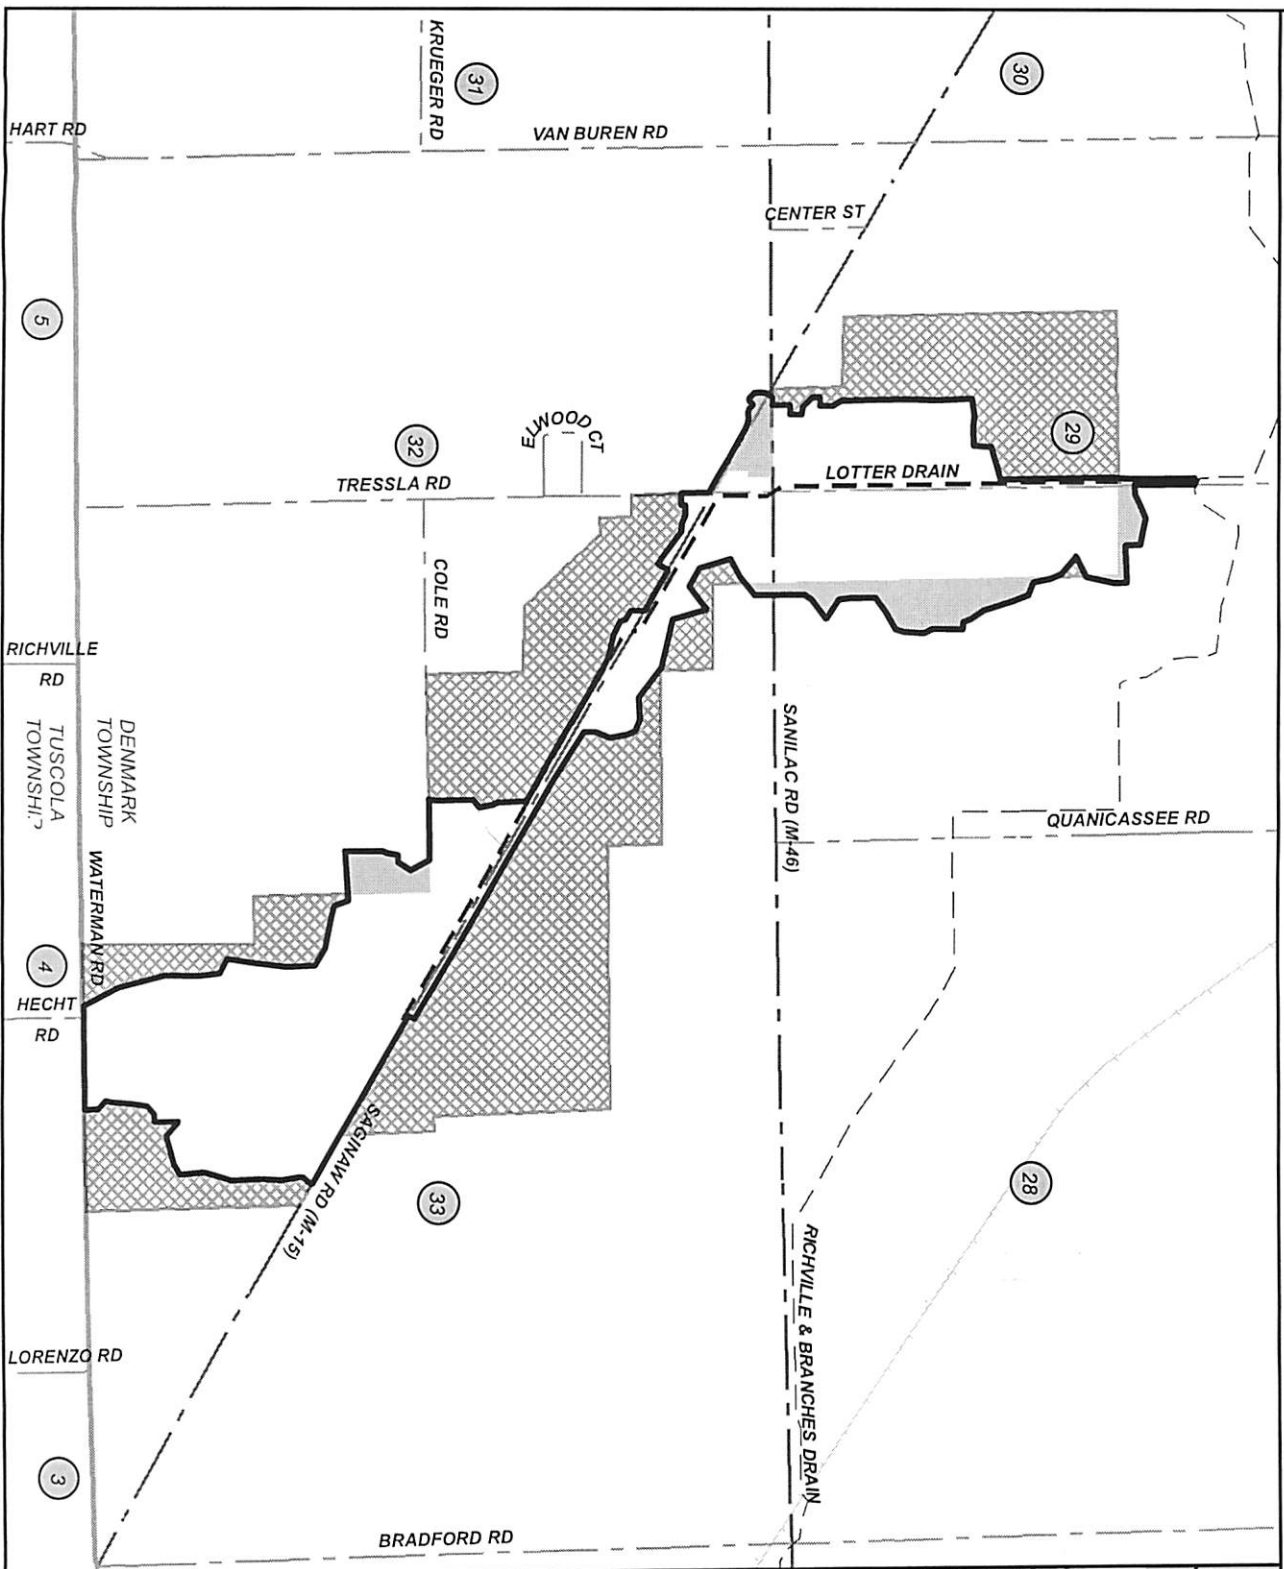 KRUEGER RD
31
30
HART RD
VAN BUREN RD
CENTER ST
5
ELWOOD CT
32
29
TRESSLA RD
LOTTER DRAIN
COLE RD
RICHVILLE
RD
DENMARK
TOWNSHIP
TUSCOLA
TOWNSHIP
SANILAC RD (M-46)
QUANICASSEE RD
WATERMAN RD
4
HECHT
RD
SAGINAW RD (M-15)
33
28
RICHVILLE & BRANCHES DRAIN
LORENZO RD
3
BRADFORD RD